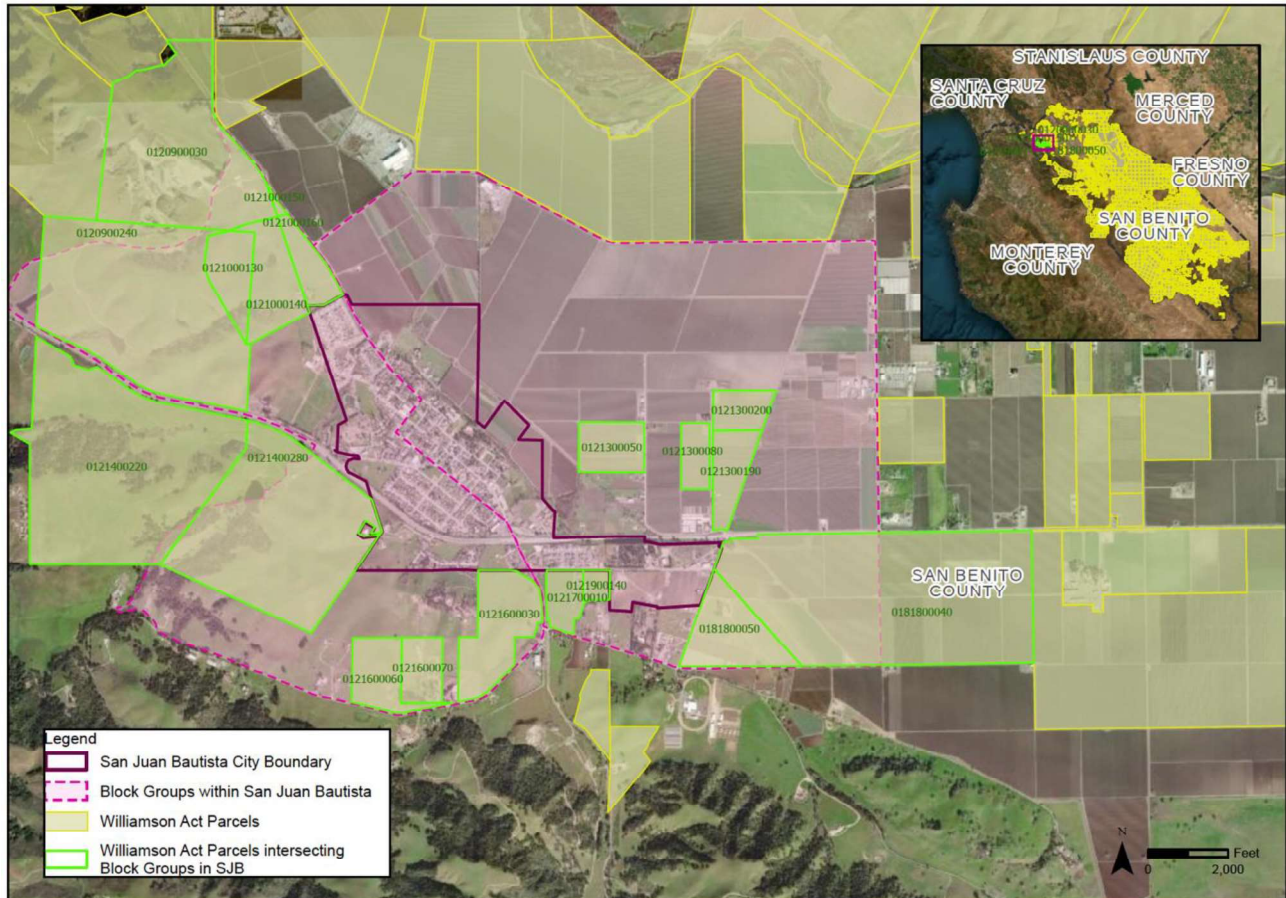 STANISLAUS COUNTY
SANTA CRUZ
COUNTY
MERCED
COUNTY
FRESNO
COUNTY
SAN BENITO
COUNTY
MONTEREY
COUNTY
0120900030
0121000150
0121000160
0120900240
0121000130
0121000140
0121300200
0121300050
0121300080
0121300190
0121400220
0121400280
SAN BENITO
COUNTY
0121900140
0121700010
0121600030
0181800040
0181800050
0121600070
0121600060
Legend
San Juan Bautista City Boundary
Block Groups within San Juan Bautista
Williamson Act Parcels
Williamson Act Parcels intersecting
Block Groups in SJB
N
Feet
2,000